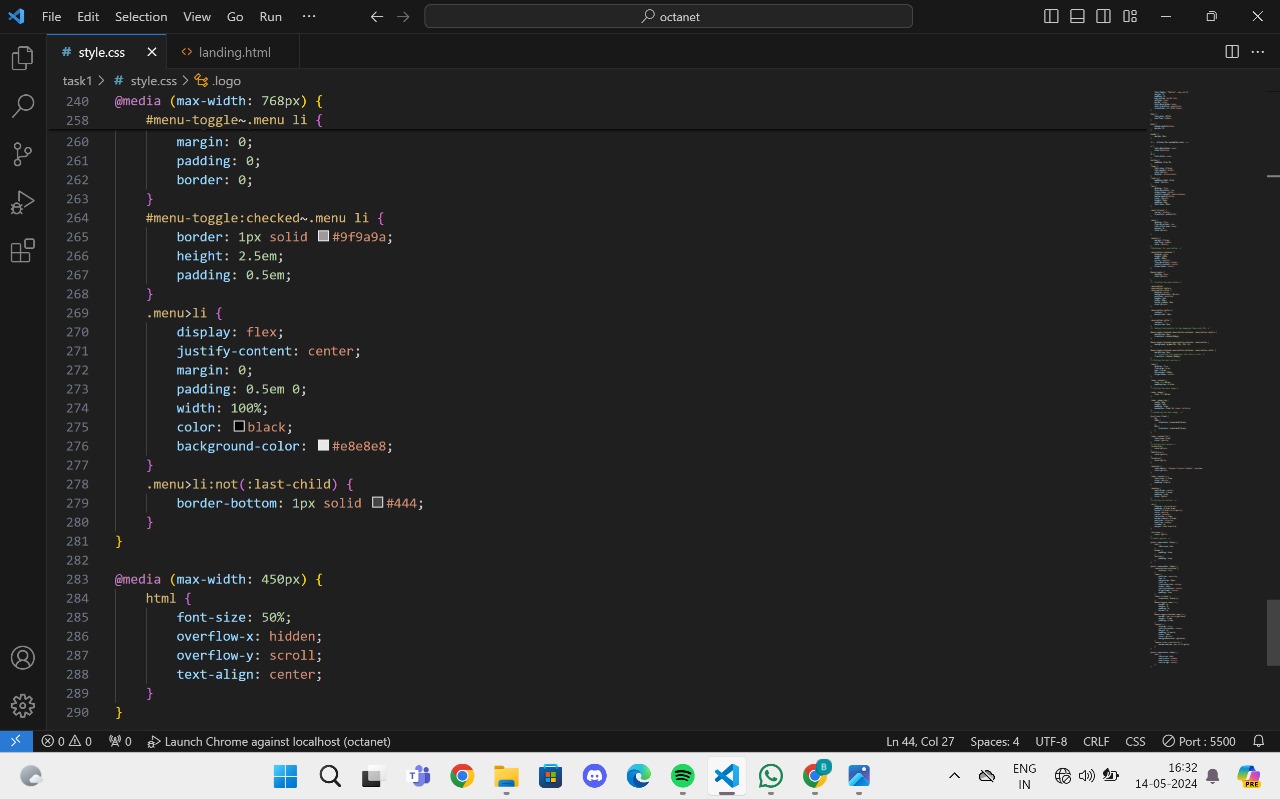 File Edit Selection View Go Run ··· octanet
# style.css <> landing.html
task1 > # style.css > .logo
240 @media (max-width: 768px) {
258 #menu-toggle~.menu li {
260 margin: 0;
261 padding: 0;
262 border: 0;
263 }
264 #menu-toggle:checked~.menu li {
265 border: 1px solid #9f9a9a;
266 height: 2.5em;
267 padding: 0.5em;
268 }
269 .menu>li {
270 display: flex;
271 justify-content: center;
272 margin: 0;
273 padding: 0.5em 0;
274 width: 100%;
275 color: black;
276 background-color: #e8e8e8;
277 }
278 .menu>li:not(:last-child) {
279 border-bottom: 1px solid #444;
280 }
281 }
282
283 @media (max-width: 450px) {
284 html {
285 font-size: 50%;
286 overflow-x: hidden;
287 overflow-y: scroll;
288 text-align: center;
289 }
290 }
0 0 0 Launch Chrome against localhost (octanet) Ln 44, Col 27 Spaces: 4 UTF-8 CRLF CSS Port : 5500
ENG 16:32
IN 14-05-2024
B
PRE